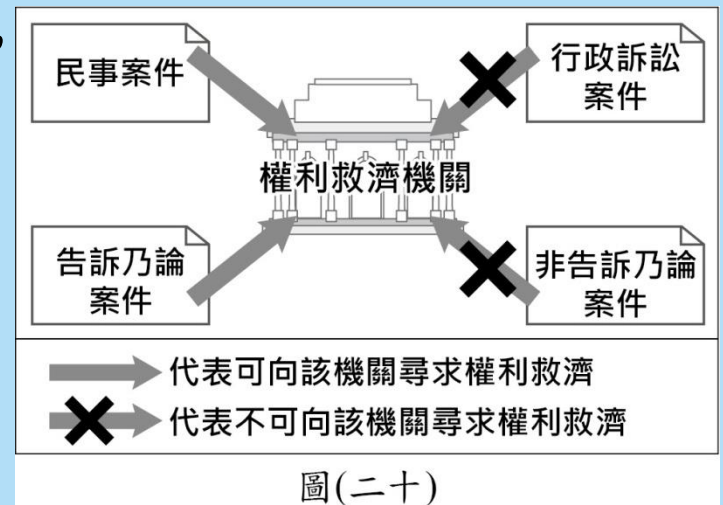 民事案件
行政訴訟
案件
權利救濟機關
告訴乃論
案件
非告訴乃論
案件
代表可向該機關尋求權利救濟
代表不可向該機關尋求權利救濟
圖(二十)